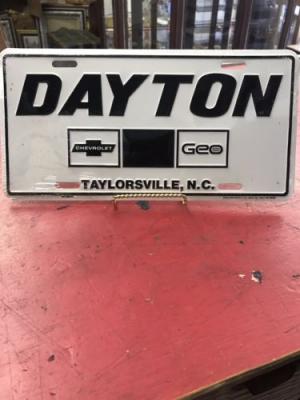 DAYTON
CHEVROLET Geo
TAYLORSVILLE, N.C.